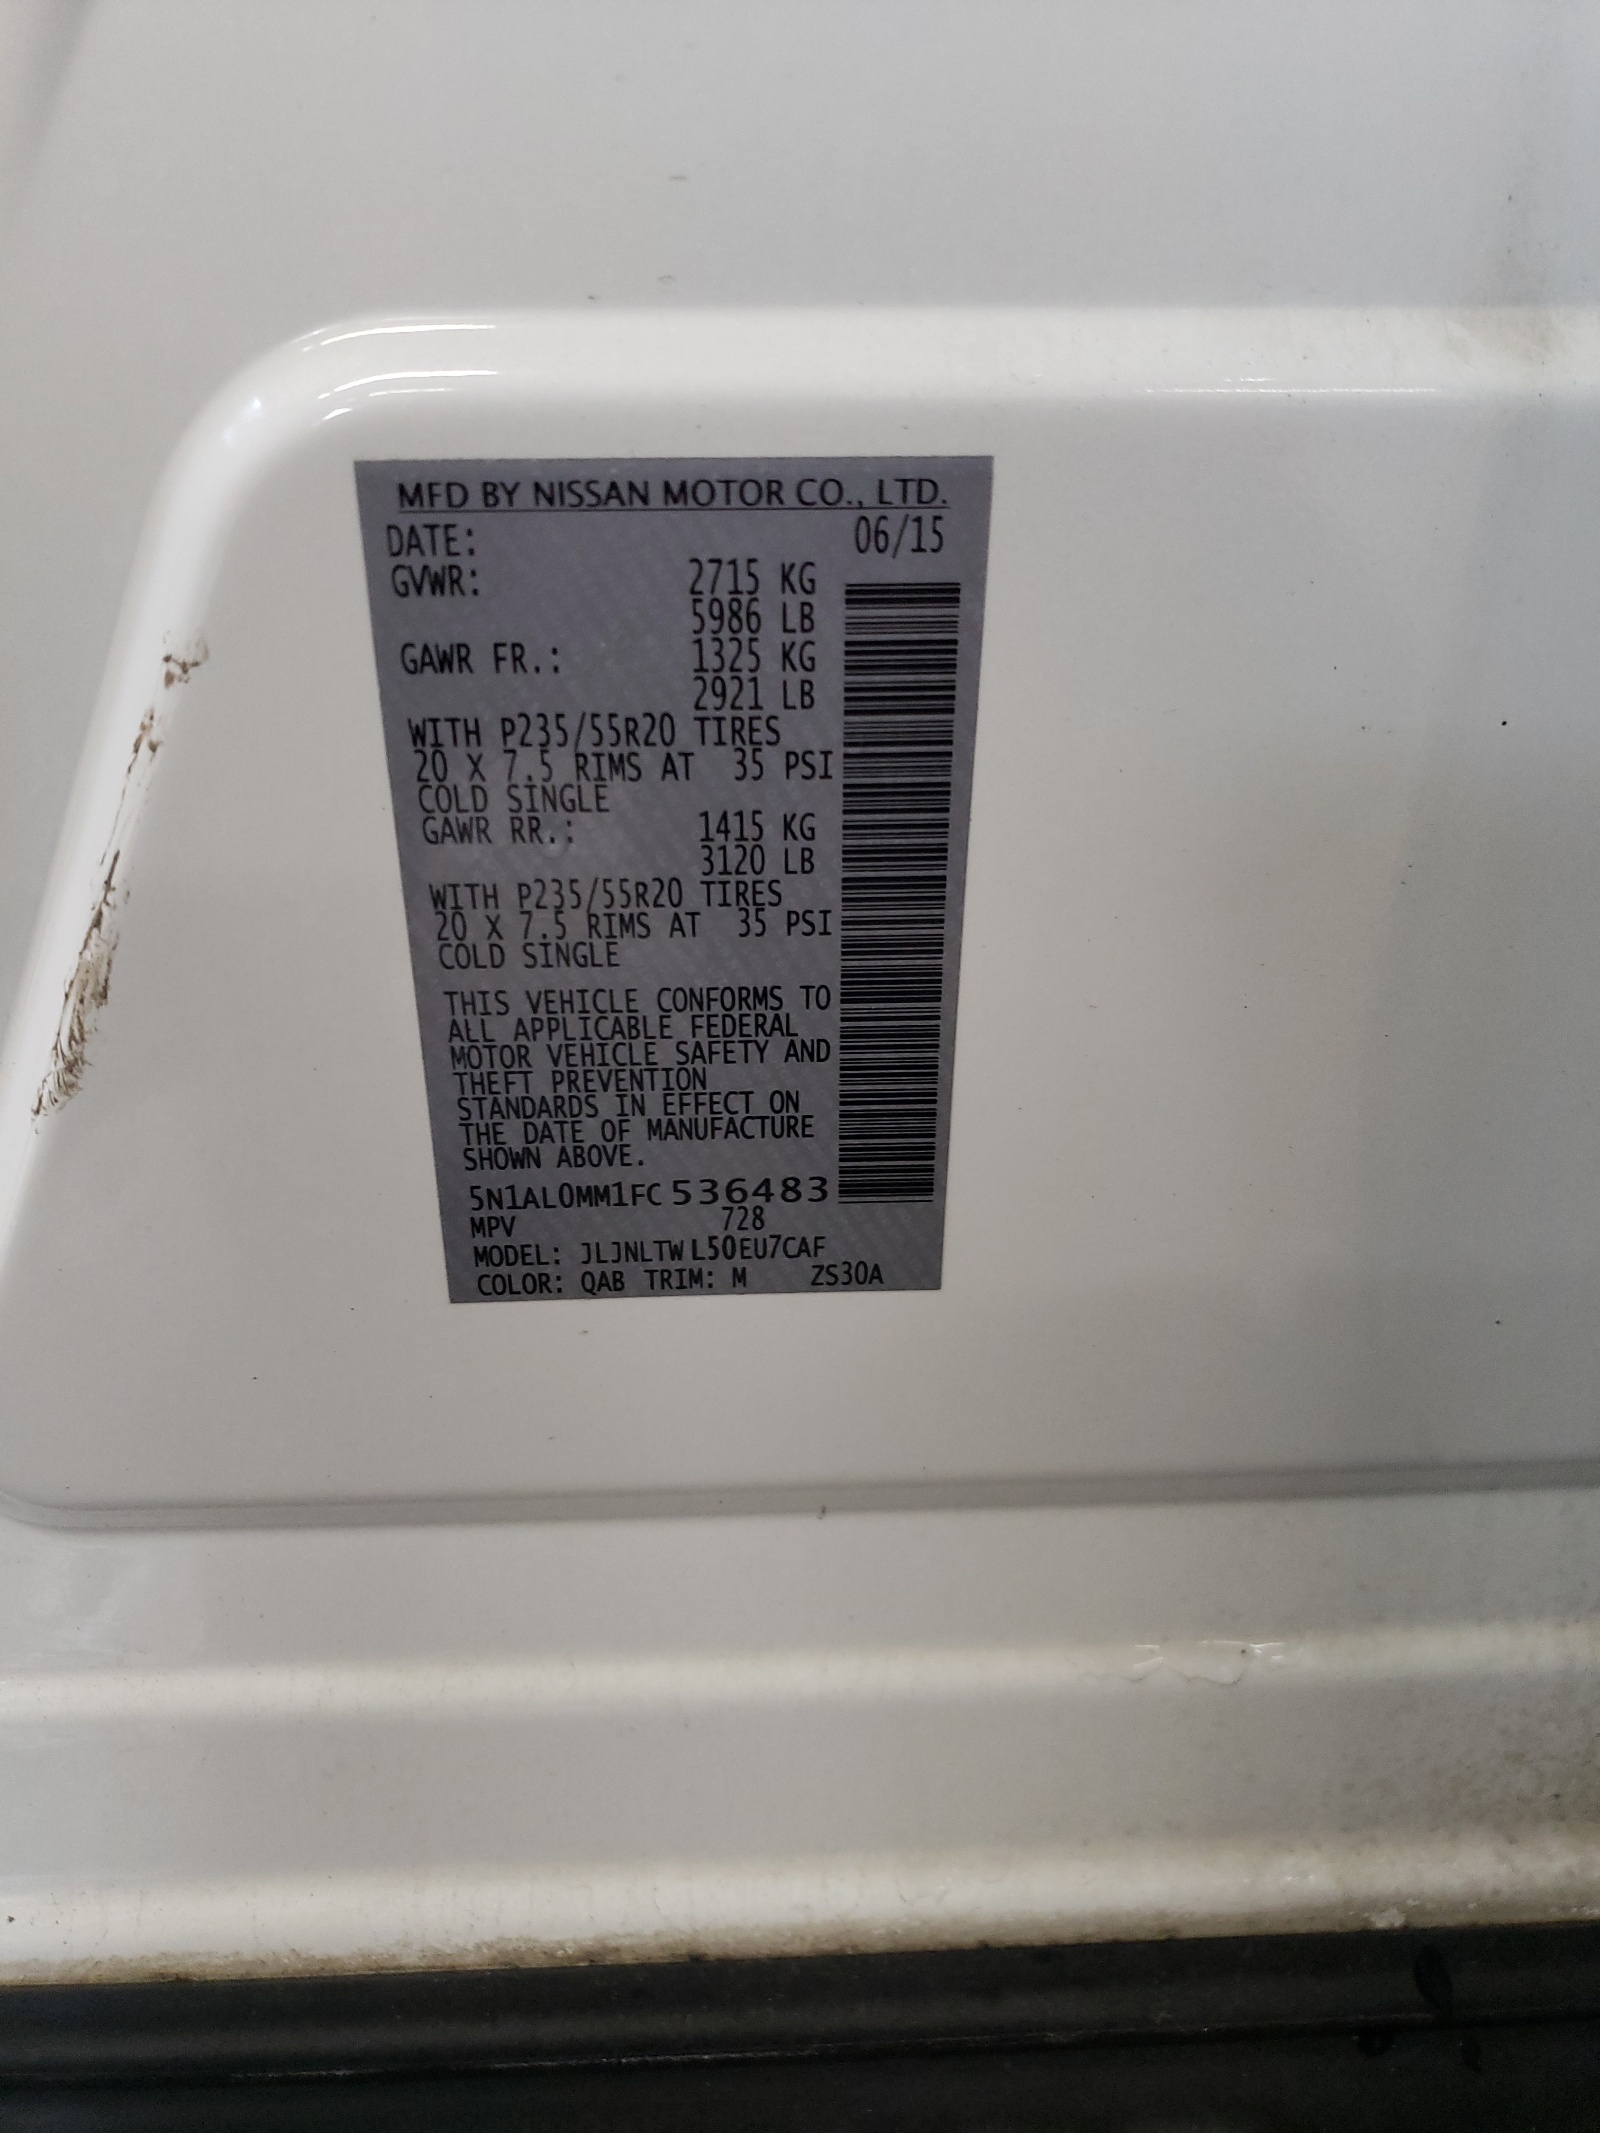 MFD BY NISSAN MOTOR CO., LTD.
DATE: 06/15
GVWR: 2715 KG
5986 LB
GAWR FR.: 1325 KG
2921 LB
WITH P235/55R20 TIRES
20 X 7.5 RIMS AT 35 PSI
COLD SINGLE
GAWR RR.: 1415 KG
3120 LB
WITH P235/55R20 TIRES
20 X 7.5 RIMS AT 35 PSI
COLD SINGLE
THIS VEHICLE CONFORMS TO
ALL APPLICABLE FEDERAL
MOTOR VEHICLE SAFETY AND
THEFT PREVENTION
STANDARDS IN EFFECT ON
THE DATE OF MANUFACTURE
SHOWN ABOVE.
5N1AL0MM1FC536483
MPV 728
MODEL: JLJNLTWL50EU7CAF
COLOR: QAB TRIM: M ZS30A